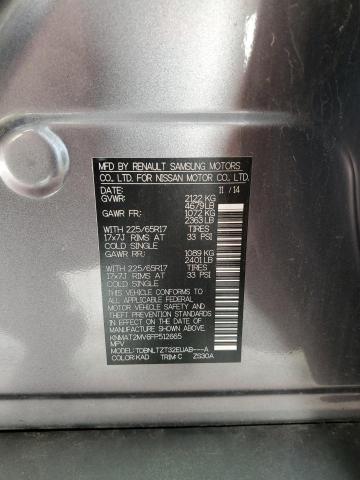 MFD BY RENAULT SAMSUNG MOTORS
CO., LTD. FOR NISSAN MOTOR CO., LTD.
DATE: 11 / 14
GVWR: 2122 KG
4679 LB
GAWR FR: 1072 KG
2363 LB
WITH 225/65R17 TIRES
17x7J RIMS AT 33 PSI
COLD SINGLE
GAWR RR: 1089 KG
2401 LB
WITH 225/65R17 TIRES
17x7J RIMS AT 33 PSI
COLD SINGLE
THIS VEHICLE CONFORMS TO ALL APPLICABLE
FEDERAL MOTOR VEHICLE SAFETY AND
THEFT PREVENTION STANDARDS IN EFFECT
ON THE DATE OF MANUFACTURE SHOWN ABOVE.
KNMAT2MV6FP512665
MPV
MODEL:TDBNLTZT32EUAB---A
COLOR:KAD TRIM:C ZS30A